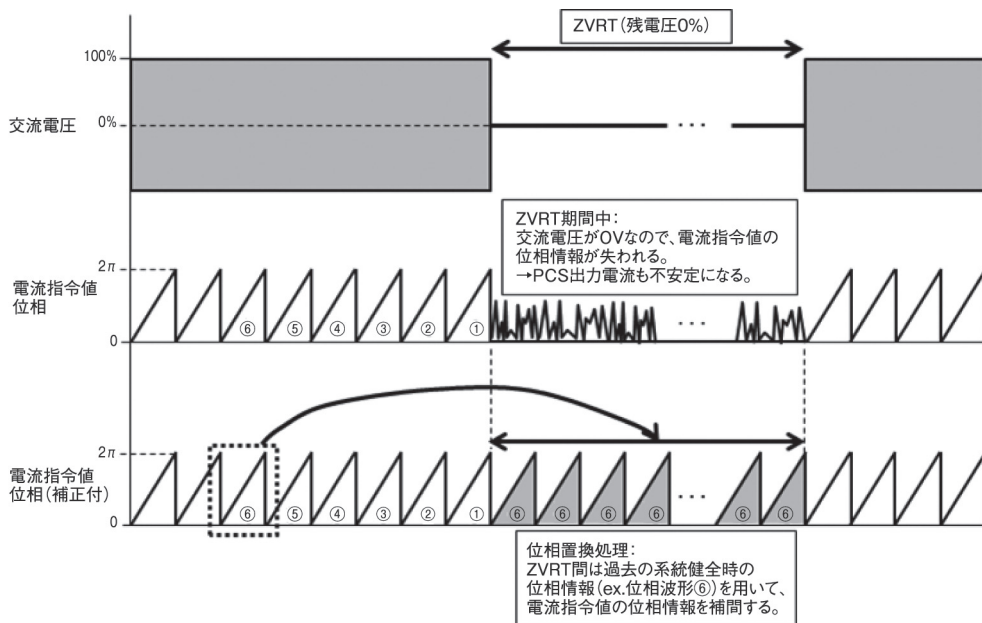 ZVRT(残電圧0%)
100%
交流電圧
0%
ZVRT期間中：
交流電圧が0Vなので、電流指令値の
位相情報が失われる。
→PCS出力電流も不安定になる。
2π
電流指令値
位相
⑥ ⑤ ④ ③ ② ①
...
0
2π
電流指令値
位相(補正付)
⑥ ⑤ ④ ③ ② ① ⑥ ⑥ ⑥ ⑥ ... ⑥ ⑥
0
位相置換処理：
ZVRT間は過去の系統健全時の
位相情報(ex.位相波形⑥)を用いて、
電流指令値の位相情報を補間する。